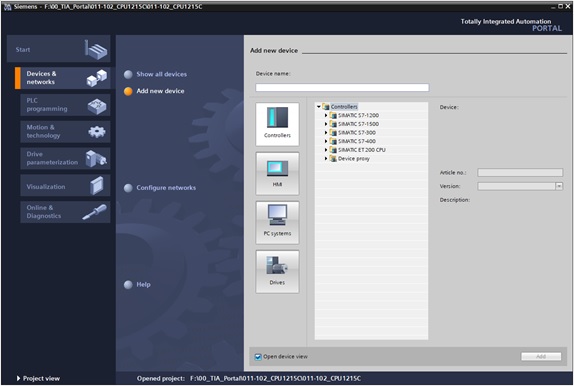 Siemens - F:\00_TIA_Portal\011-102_CPU1215C\011-102_CPU1215C
Totally Integrated Automation
PORTAL
Start
Devices &
networks
PLC
programming
Motion &
technology
Drive
parameterization
Visualization
Online &
Diagnostics
Show all devices
Add new device
Configure networks
Help
Add new device
Device name:
Controllers
HMI
PC systems
Drives
Controllers
SIMATIC S7-1200
SIMATIC S7-1500
SIMATIC S7-300
SIMATIC S7-400
SIMATIC ET 200 CPU
Device proxy
Device:
Article no.:
Version:
Description:
Open device view
Add
Project view
Opened project: F:\00_TIA_Portal\011-102_CPU1215C\011-102_CPU1215C